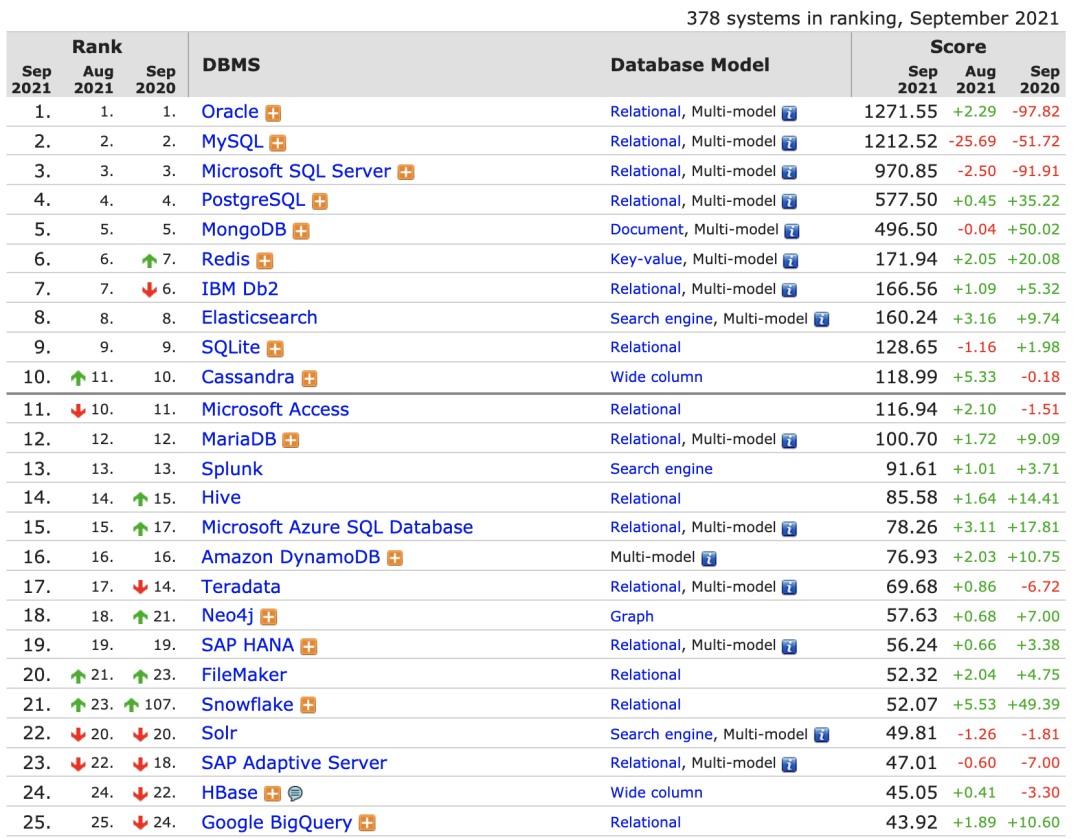 378 systems in ranking, September 2021
Rank DBMS Database Model Score
Sep 2021 Aug 2021 Sep 2020 Sep 2021 Aug 2021 Sep 2020
1. 1. 1. Oracle Relational, Multi-model 1271.55 +2.29 -97.82
2. 2. 2. MySQL Relational, Multi-model 1212.52 -25.69 -51.72
3. 3. 3. Microsoft SQL Server Relational, Multi-model 970.85 -2.50 -91.91
4. 4. 4. PostgreSQL Relational, Multi-model 577.50 +0.45 +35.22
5. 5. 5. MongoDB Document, Multi-model 496.50 -0.04 +50.02
6. 6. 7. Redis Key-value, Multi-model 171.94 +2.05 +20.08
7. 7. 6. IBM Db2 Relational, Multi-model 166.56 +1.09 +5.32
8. 8. 8. Elasticsearch Search engine, Multi-model 160.24 +3.16 +9.74
9. 9. 9. SQLite Relational 128.65 -1.16 +1.98
10. 11. 10. Cassandra Wide column 118.99 +5.33 -0.18
11. 10. 11. Microsoft Access Relational 116.94 +2.10 -1.51
12. 12. 12. MariaDB Relational, Multi-model 100.70 +1.72 +9.09
13. 13. 13. Splunk Search engine 91.61 +1.01 +3.71
14. 14. 15. Hive Relational 85.58 +1.64 +14.41
15. 15. 17. Microsoft Azure SQL Database Relational, Multi-model 78.26 +3.11 +17.81
16. 16. 16. Amazon DynamoDB Multi-model 76.93 +2.03 +10.75
17. 17. 14. Teradata Relational, Multi-model 69.68 +0.86 -6.72
18. 18. 21. Neo4j Graph 57.63 +0.68 +7.00
19. 19. 19. SAP HANA Relational, Multi-model 56.24 +0.66 +3.38
20. 21. 23. FileMaker Relational 52.32 +2.04 +4.75
21. 23. 107. Snowflake Relational 52.07 +5.53 +49.39
22. 20. 20. Solr Search engine, Multi-model 49.81 -1.26 -1.81
23. 22. 18. SAP Adaptive Server Relational, Multi-model 47.01 -0.60 -7.00
24. 24. 22. HBase Wide column 45.05 +0.41 -3.30
25. 25. 24. Google BigQuery Relational 43.92 +1.89 +10.60